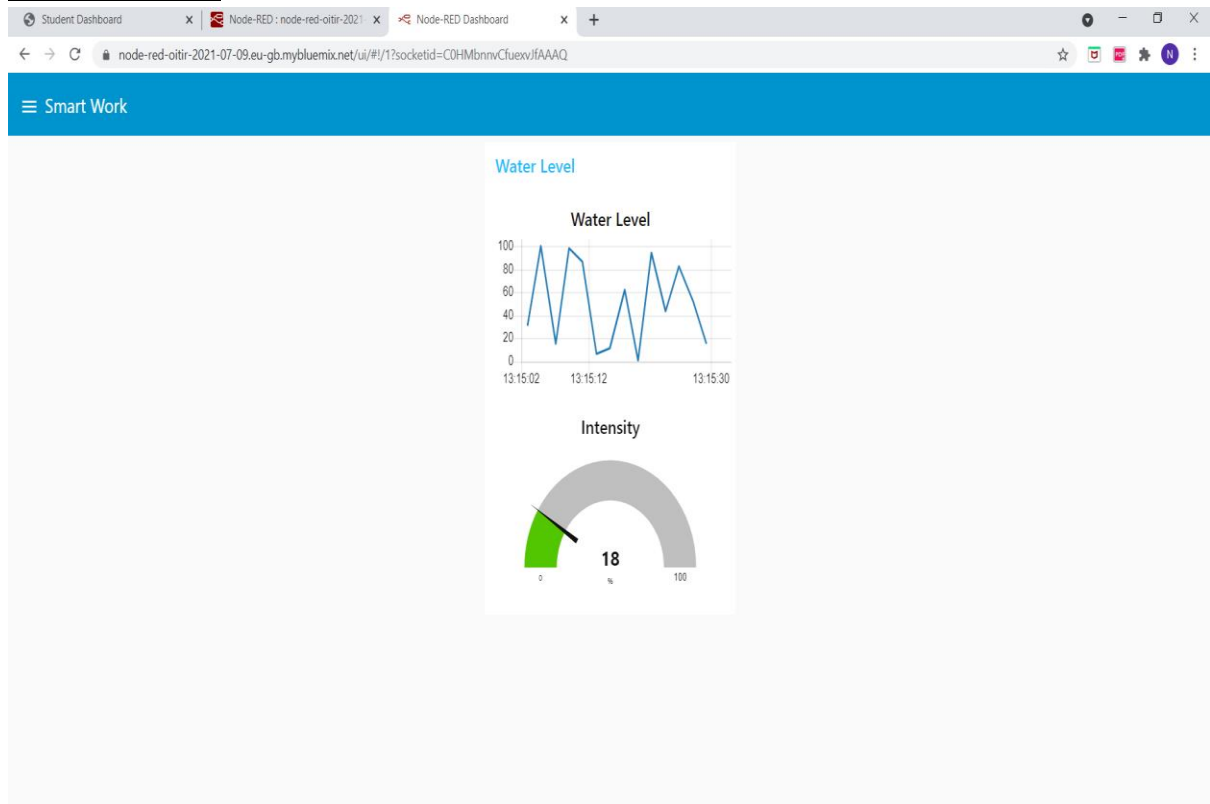 Student Dashboard
Node-RED : node-red-oitir-2021-
Node-RED Dashboard
node-red-oitir-2021-07-09.eu-gb.mybluemix.net/ui/#!/1?socketid=C0HMbnnvCfuexvJfAAAQ
N
Smart Work
Water Level
Water Level
100
80
60
40
20
0
13:15:02 13:15:12 13:15:30
Intensity
18
0 % 100